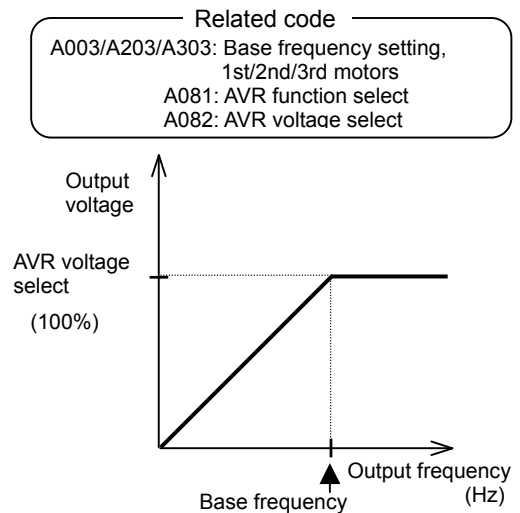 Related code
A003/A203/A303: Base frequency setting,
1st/2nd/3rd motors
A081: AVR function select
A082: AVR voltage select
Output
voltage
AVR voltage
select
(100%)
Output frequency
(Hz)
Base frequency